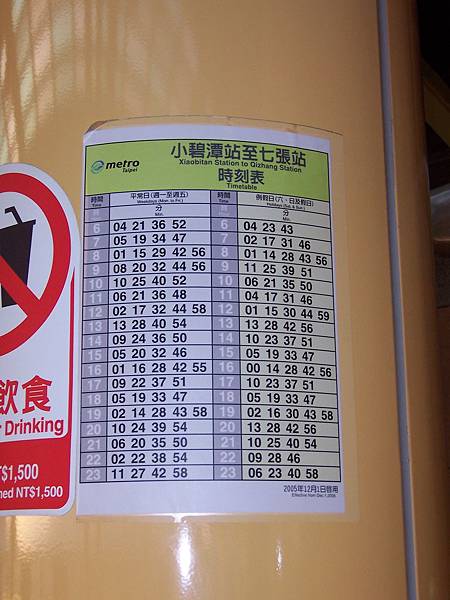 metro
Taipei
小碧潭站至七張站
Xiaobitan Station to Qizhang Station
時刻表
Timetable
時間 平常日(週一至週五) 時間 例假日(六、日及假日)
Time Weekdays (Mon. to Fri.) Time Holidays (Sat. & Sun.)
分 分
Min. Min.
6 04 21 36 52 6 04 23 43
7 05 19 34 47 7 02 17 31 46
8 01 15 29 42 56 8 01 14 28 43 56
9 08 20 32 44 56 9 11 25 39 51
10 10 25 40 52 10 06 21 35 50
11 06 21 36 48 11 04 17 31 46
12 02 17 32 44 58 12 01 15 30 44 59
13 13 28 40 54 13 13 28 42 56
14 09 24 36 50 14 10 23 37 51
15 05 20 32 46 15 05 19 33 47
16 01 16 28 42 55 16 00 14 28 42 56
17 09 22 37 51 17 10 23 37 51
18 05 19 33 47 18 05 19 33 47
19 02 14 28 43 58 19 02 16 30 43 58
20 10 24 39 54 20 13 28 42 56
21 06 20 35 50 21 10 25 40 54
22 02 22 38 54 22 09 28 46
23 11 27 42 58 23 06 23 40 58
2005年12月1日啓用
Effective from Dec.1,2005
飲食
Drinking
T$1,500
ned NT$1,500